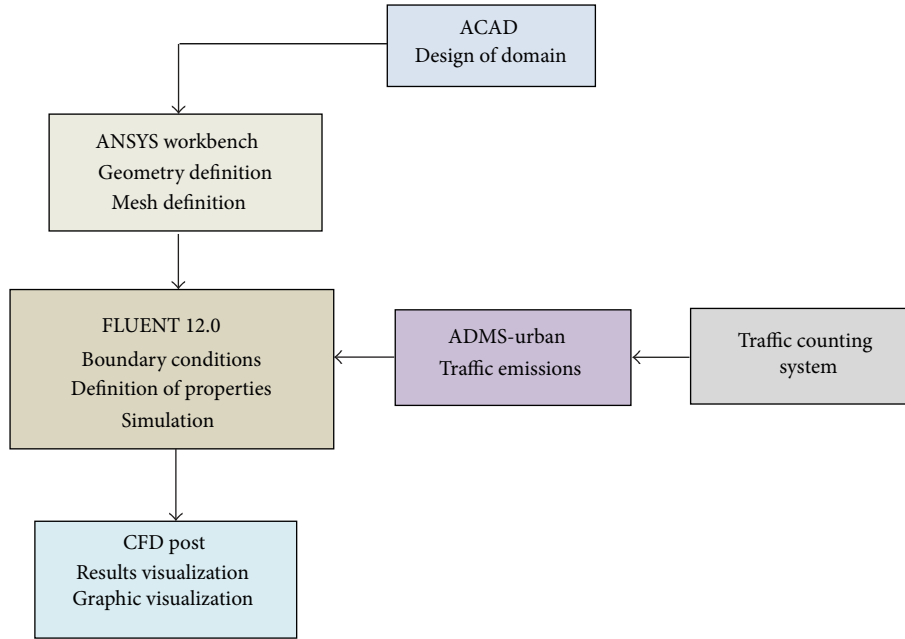 ACAD
Design of domain
ANSYS workbench
Geometry definition
Mesh definition
FLUENT 12.0
Boundary conditions
Definition of properties
Simulation
ADMS-urban
Traffic emissions
Traffic counting
system
CFD post
Results visualization
Graphic visualization